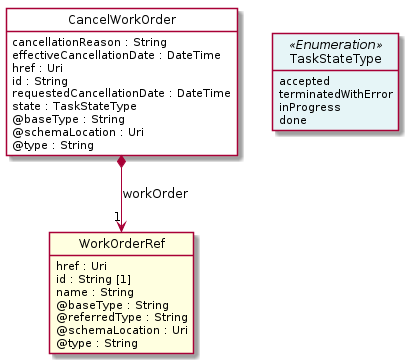 CancelWorkOrder
cancellationReason : String
effectiveCancellationDate : DateTime
href : Uri
id : String
requestedCancellationDate : DateTime
state : TaskStateType
@baseType : String
@schemaLocation : Uri
@type : String
«Enumeration»
TaskStateType
accepted
terminatedWithError
inProgress
done
workOrder
1
WorkOrderRef
href : Uri
id : String [1]
name : String
@baseType : String
@referredType : String
@schemaLocation : Uri
@type : String